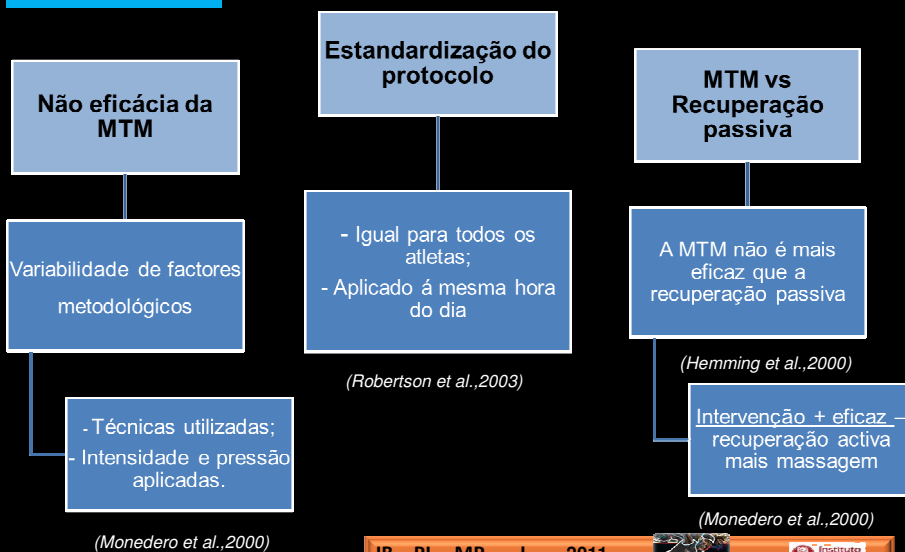 Não eficácia da
MTM
Variabilidade de factores
metodológicos
- Técnicas utilizadas;
- Intensidade e pressão
aplicadas.
(Monedero et al.,2000)
Estandardização do
protocolo
- Igual para todos os
atletas;
- Aplicado á mesma hora
do dia
(Robertson et al.,2003)
MTM vs
Recuperação
passiva
A MTM não é mais
eficaz que a
recuperação passiva
(Hemming et al.,2000)
Intervenção + eficaz –
recuperação activa
mais massagem
(Monedero et al.,2000)
2011
Instituto